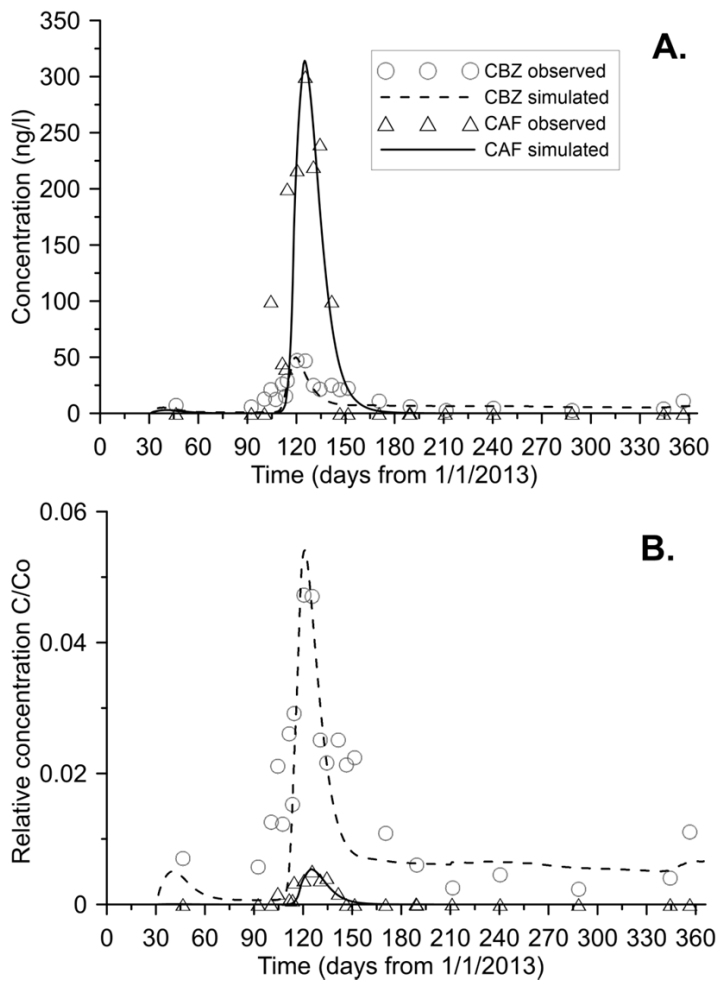 A.
350
300
250
200
150
100
50
0
Concentration (ng/l)
CBZ observed
CBZ simulated
CAF observed
CAF simulated
0 30 60 90 120 150 180 210 240 270 300 330 360
Time (days from 1/1/2013)
B.
0.06
0.04
0.02
0
Relative concentration C/Co
0 30 60 90 120 150 180 210 240 270 300 330 360
Time (days from 1/1/2013)